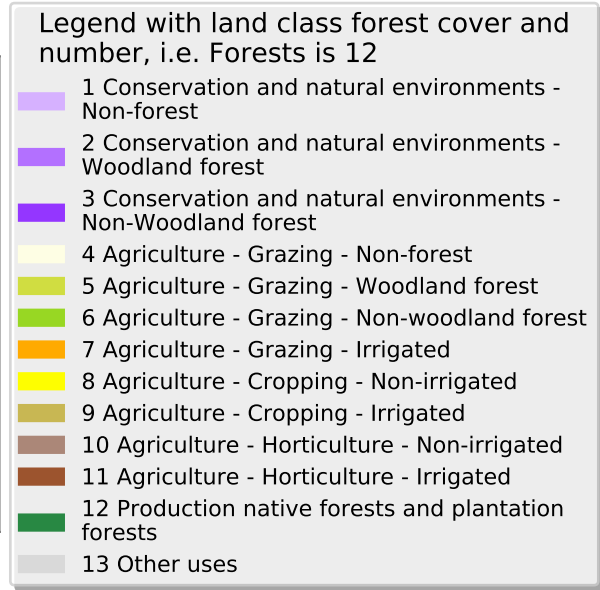 Legend with land class forest cover and
number, i.e. Forests is 12
1 Conservation and natural environments -
Non-forest
2 Conservation and natural environments -
Woodland forest
3 Conservation and natural environments -
Non-Woodland forest
4 Agriculture - Grazing - Non-forest
5 Agriculture - Grazing - Woodland forest
6 Agriculture - Grazing - Non-woodland forest
7 Agriculture - Grazing - Irrigated
8 Agriculture - Cropping - Non-irrigated
9 Agriculture - Cropping - Irrigated
10 Agriculture - Horticulture - Non-irrigated
11 Agriculture - Horticulture - Irrigated
12 Production native forests and plantation
forests
13 Other uses